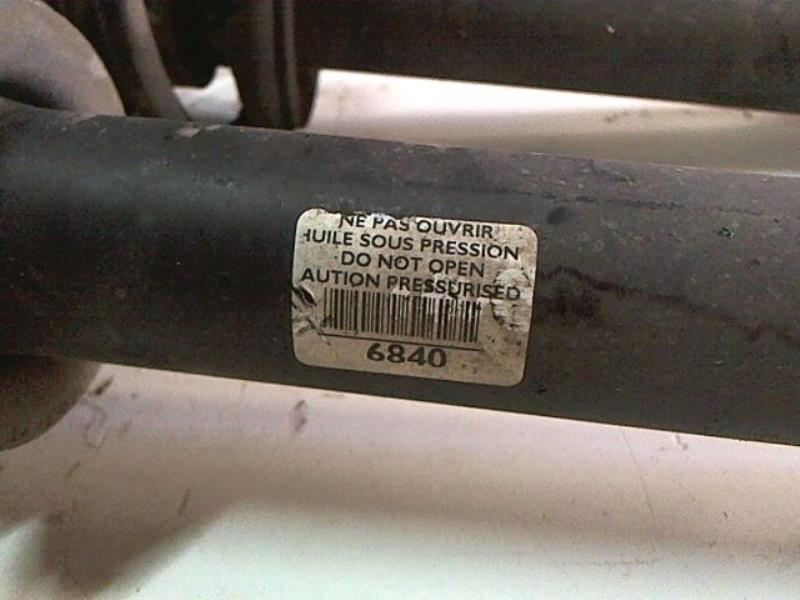 NE PAS OUVRIR
HUILE SOUS PRESSION
DO NOT OPEN
AUTION PRESSURISED
6840